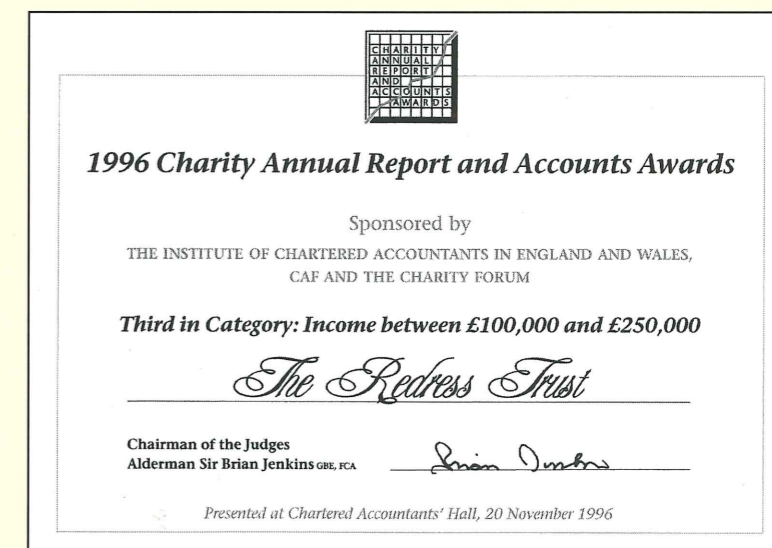 CHARITY
ANNUAL
REPORT
AND
ACCOUNTS
AWARDS
1996 Charity Annual Report and Accounts Awards
Sponsored by
THE INSTITUTE OF CHARTERED ACCOUNTANTS IN ENGLAND AND WALES,
CAF AND THE CHARITY FORUM
Third in Category: Income between £100,000 and £250,000
The Redress Trust
Chairman of the Judges
Alderman Sir Brian Jenkins GBE, FCA
Brian Jenkins
Presented at Chartered Accountants' Hall, 20 November 1996